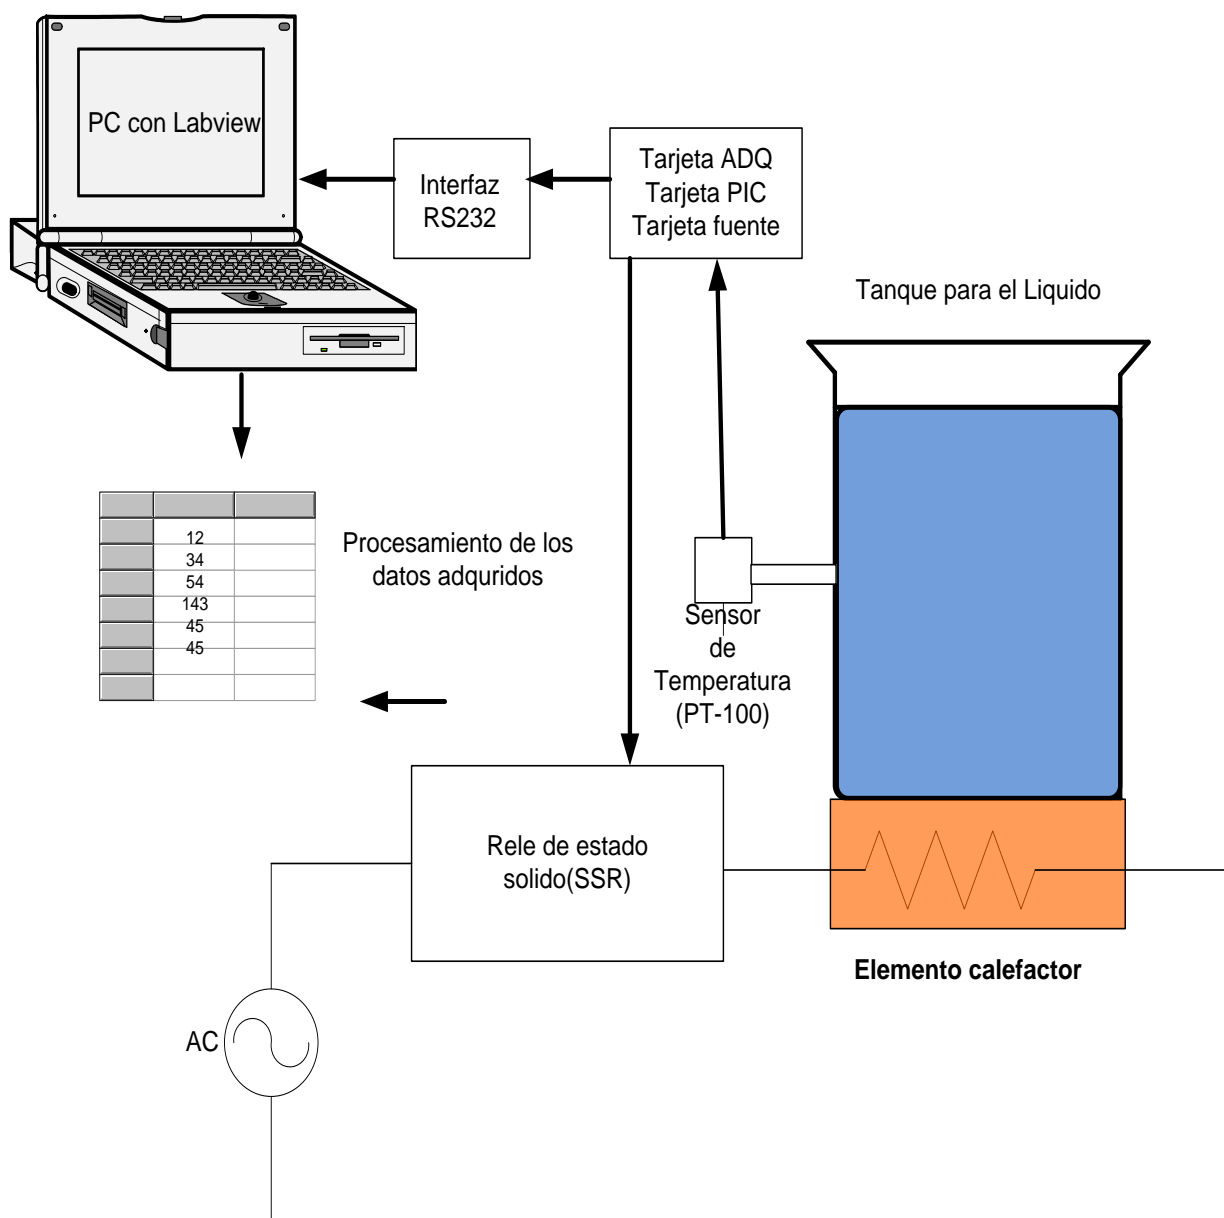 PC con Labview
Interfaz
RS232
Tarjeta ADQ
Tarjeta PIC
Tarjeta fuente
Tanque para el Liquido
12
34
54
143
45
45
Procesamiento de los
datos adquridos
Sensor
de
Temperatura
(PT-100)
Rele de estado
solido(SSR)
Elemento calefactor
AC